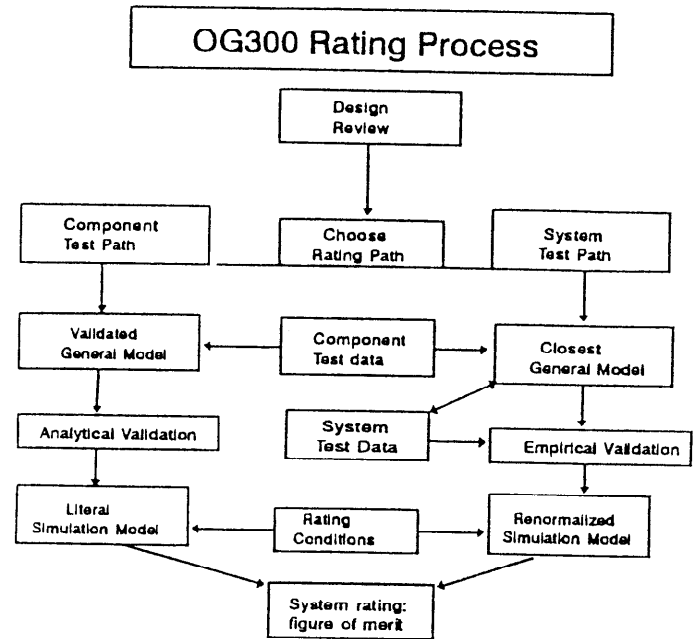 OG300 Rating Process
Design
Review
Component
Test Path
Choose
Rating Path
System
Test Path
Validated
General Model
Component
Test data
Closest
General Model
Analytical Validation
System
Test Data
Empirical Validation
Literal
Simulation Model
Rating
Conditions
Renormalized
Simulation Model
System rating:
figure of merit